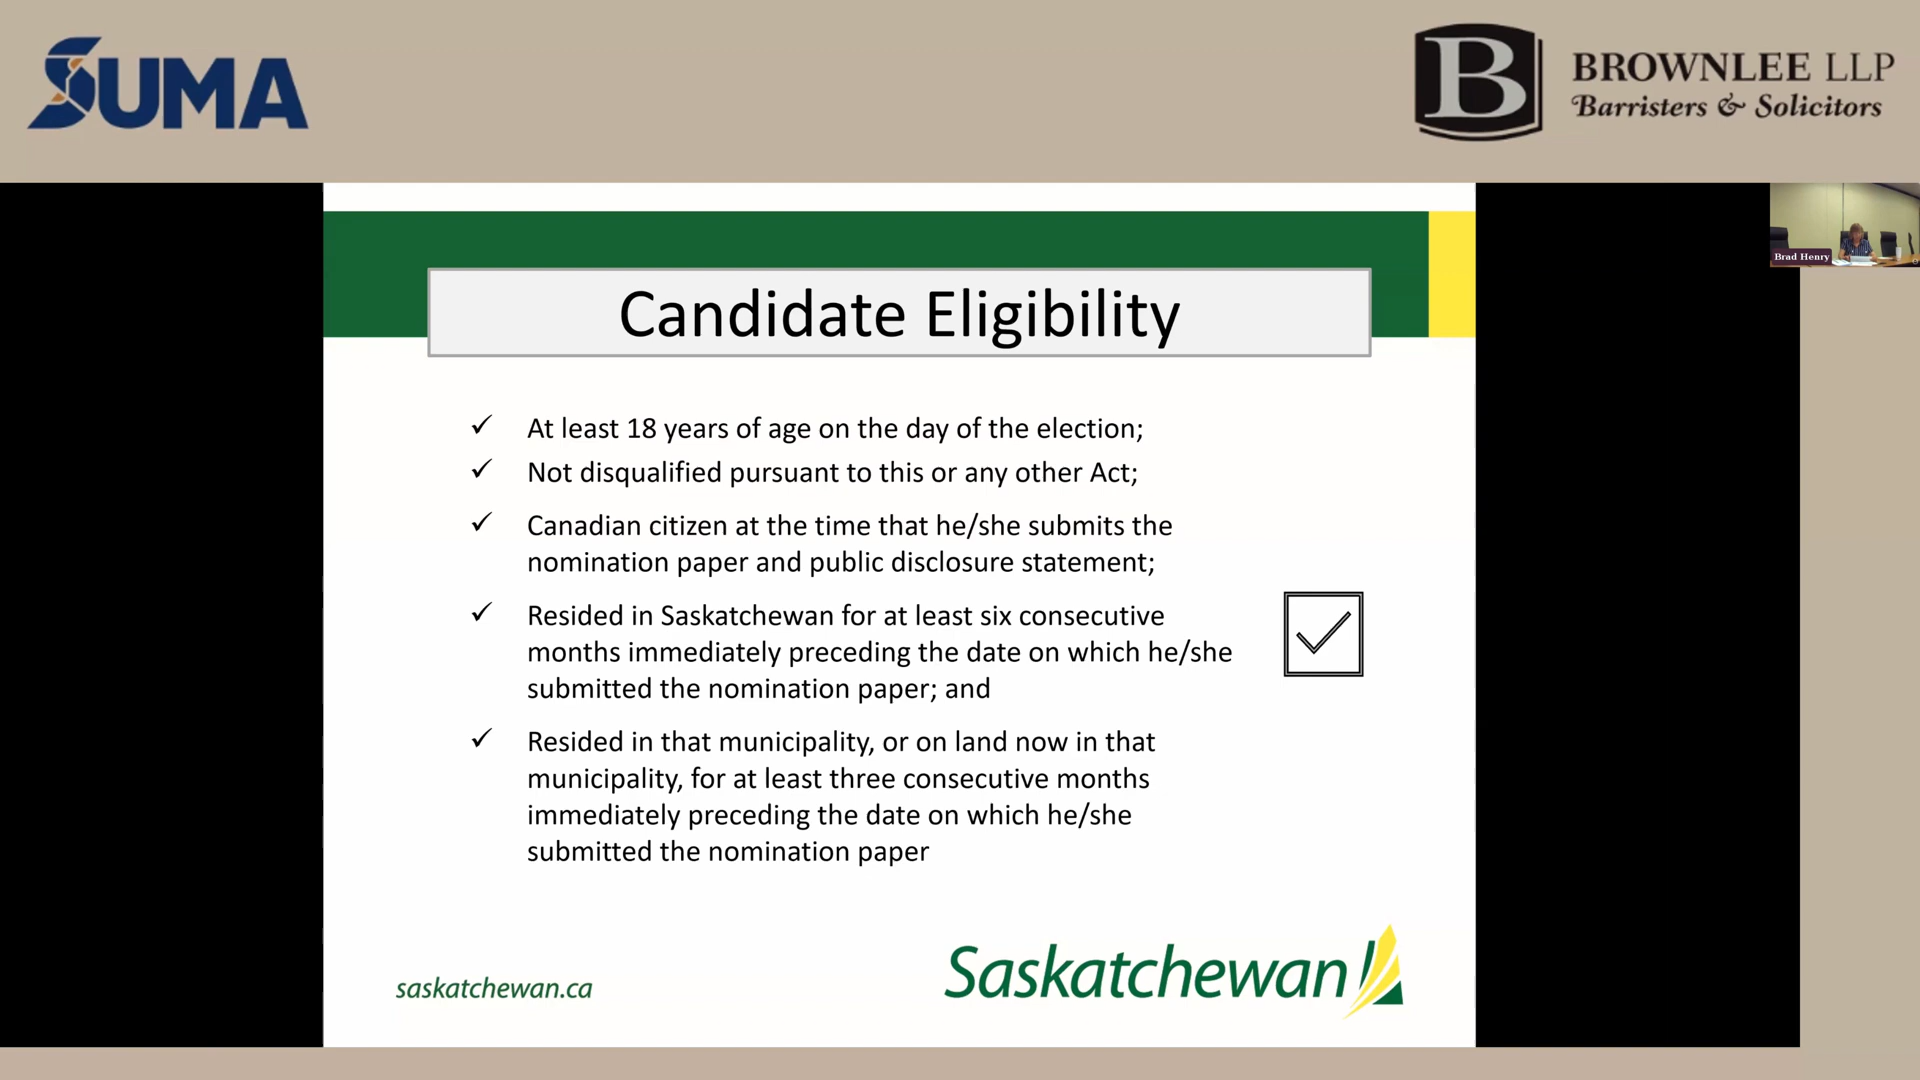 SUMA
B
BROWNLEE LLP
Barristers & Solicitors
Brad Henry
Candidate Eligibility
At least 18 years of age on the day of the election;
Not disqualified pursuant to this or any other Act;
Canadian citizen at the time that he/she submits the
nomination paper and public disclosure statement;
Resided in Saskatchewan for at least six consecutive
months immediately preceding the date on which he/she
submitted the nomination paper; and
Resided in that municipality, or on land now in that
municipality, for at least three consecutive months
immediately preceding the date on which he/she
submitted the nomination paper
saskatchewan.ca
Saskatchewan